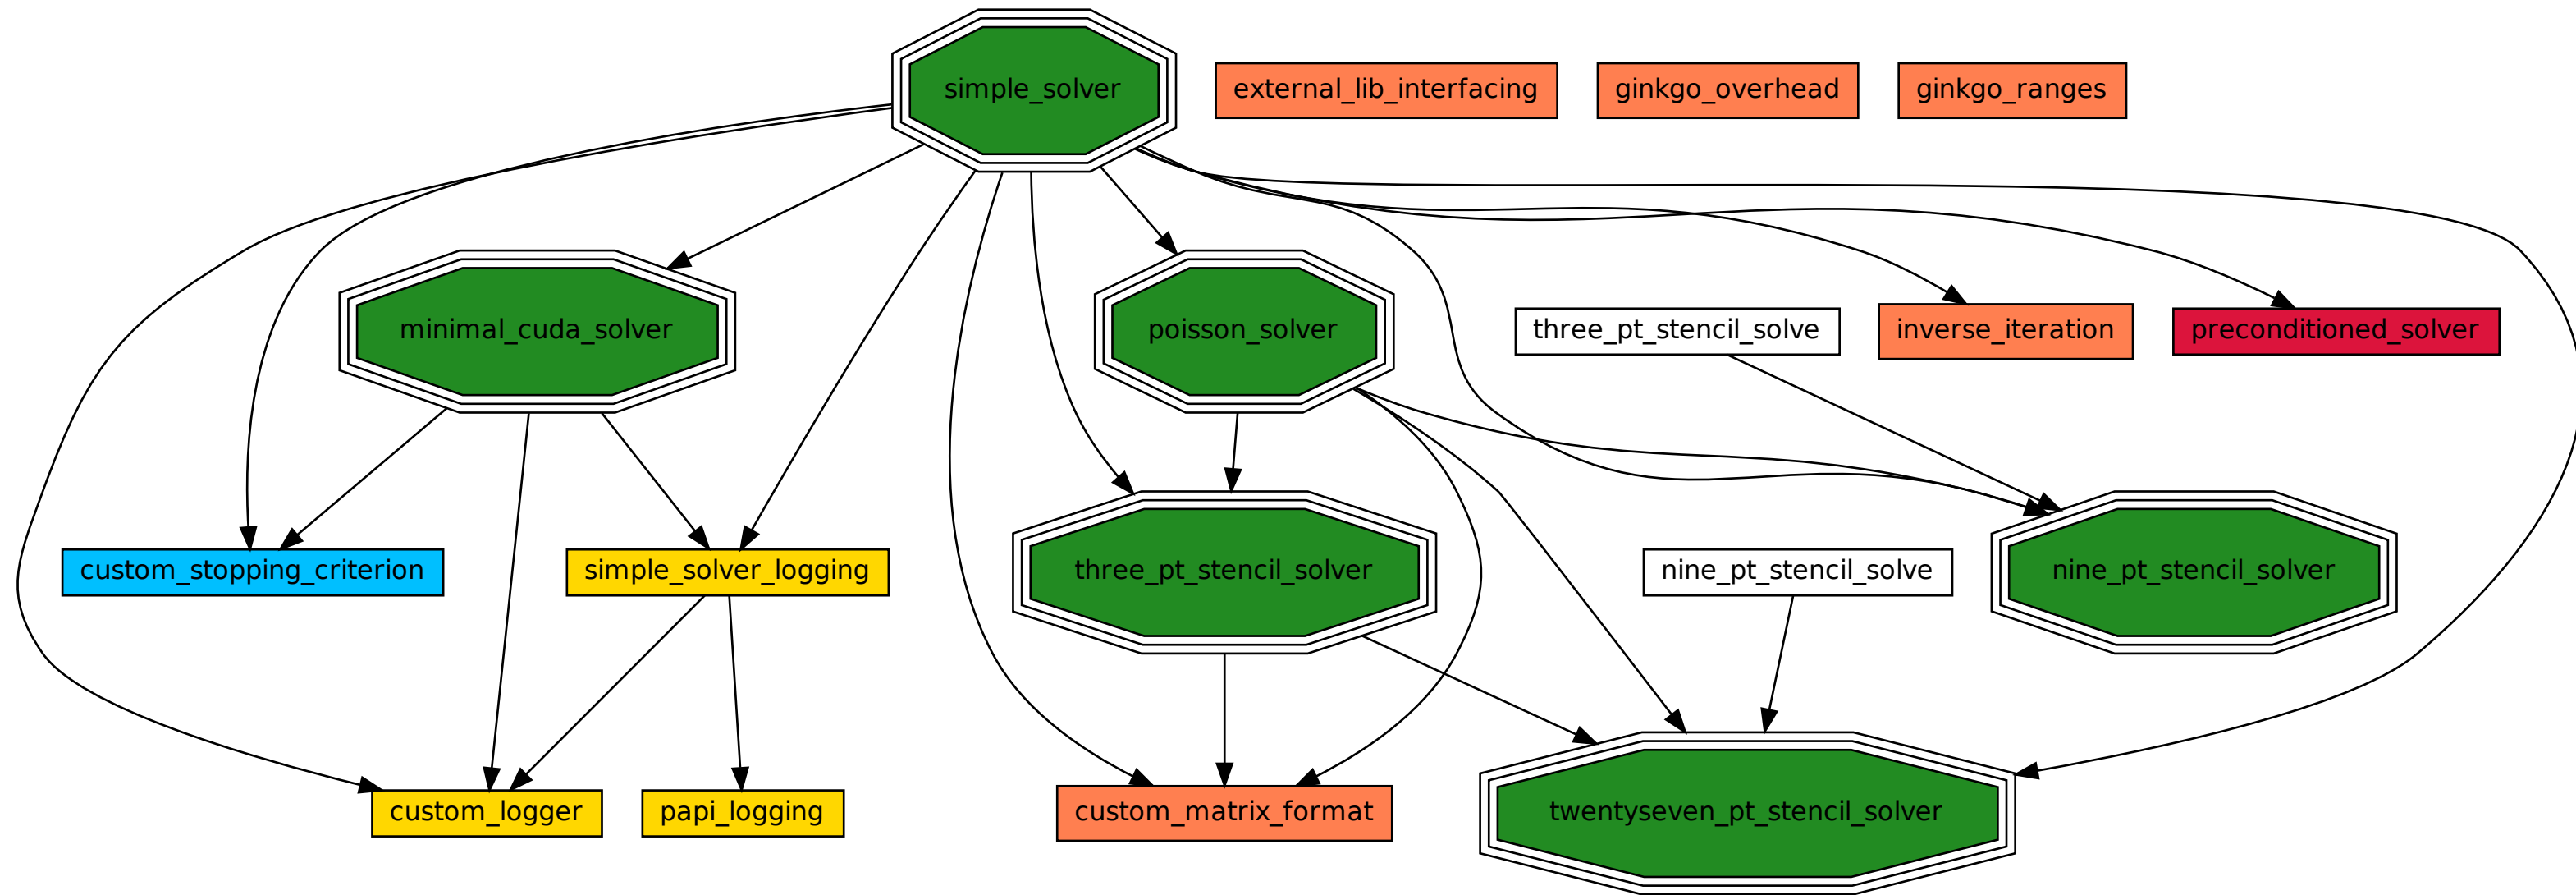 simple_solver
external_lib_interfacing
ginkgo_overhead
ginkgo_ranges
minimal_cuda_solver
poisson_solver
three_pt_stencil_solve
inverse_iteration
preconditioned_solver
custom_stopping_criterion
simple_solver_logging
three_pt_stencil_solver
nine_pt_stencil_solve
nine_pt_stencil_solver
custom_logger
papi_logging
custom_matrix_format
twentyseven_pt_stencil_solver